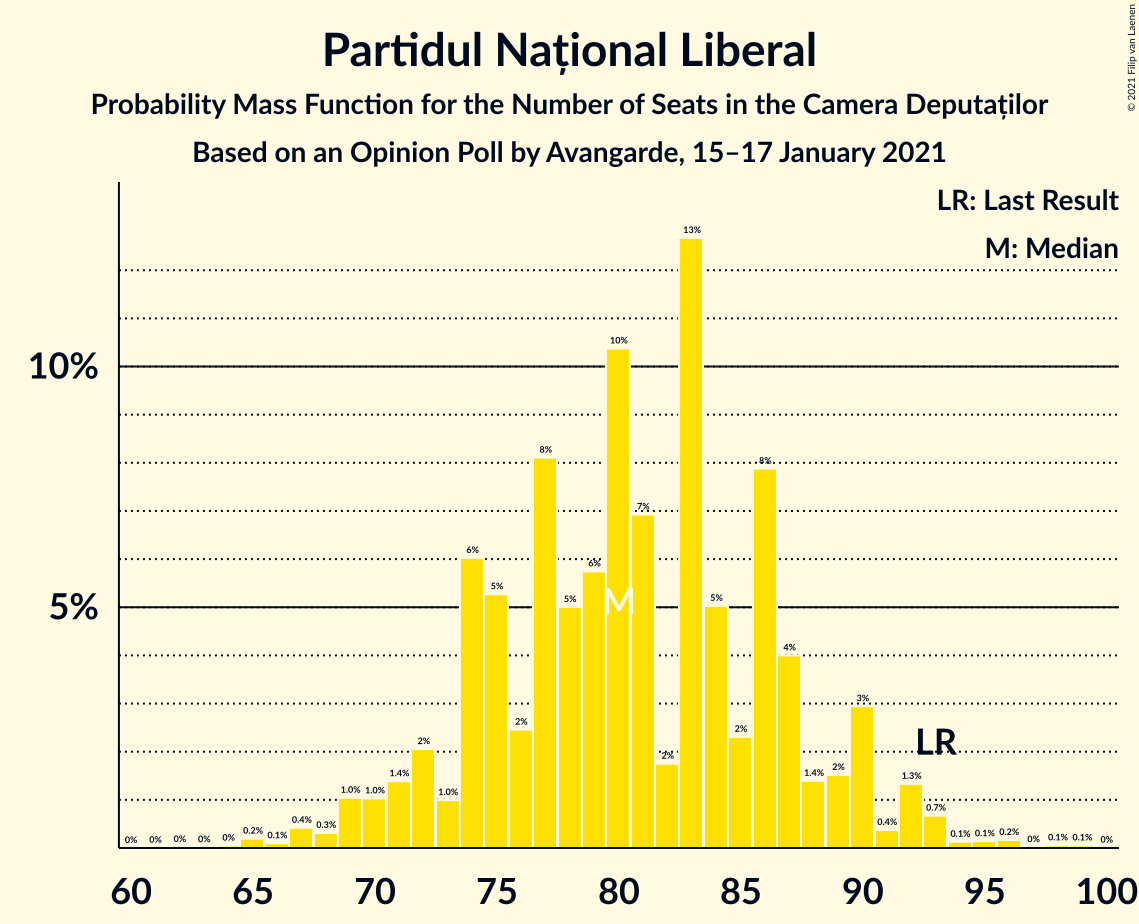 © 2021 Filip van Laenen
Partidul Național Liberal
Probability Mass Function for the Number of Seats in the Camera Deputaților
Based on an Opinion Poll by Avangarde, 15–17 January 2021
LR: Last Result
M: Median
10%
5%
0% 0% 0% 0% 0% 0.2% 0.1% 0.4% 0.3% 1.0% 1.0% 1.4% 2% 1.0% 6% 5% 2% 8% 5% 6% 10% 7% 2% 13% 5% 2% 8% 4% 1.4% 2% 3% 0.4% 1.3% 0.7% 0.1% 0.1% 0.2% 0% 0.1% 0.1% 0%
M
LR
60 65 70 75 80 85 90 95 100